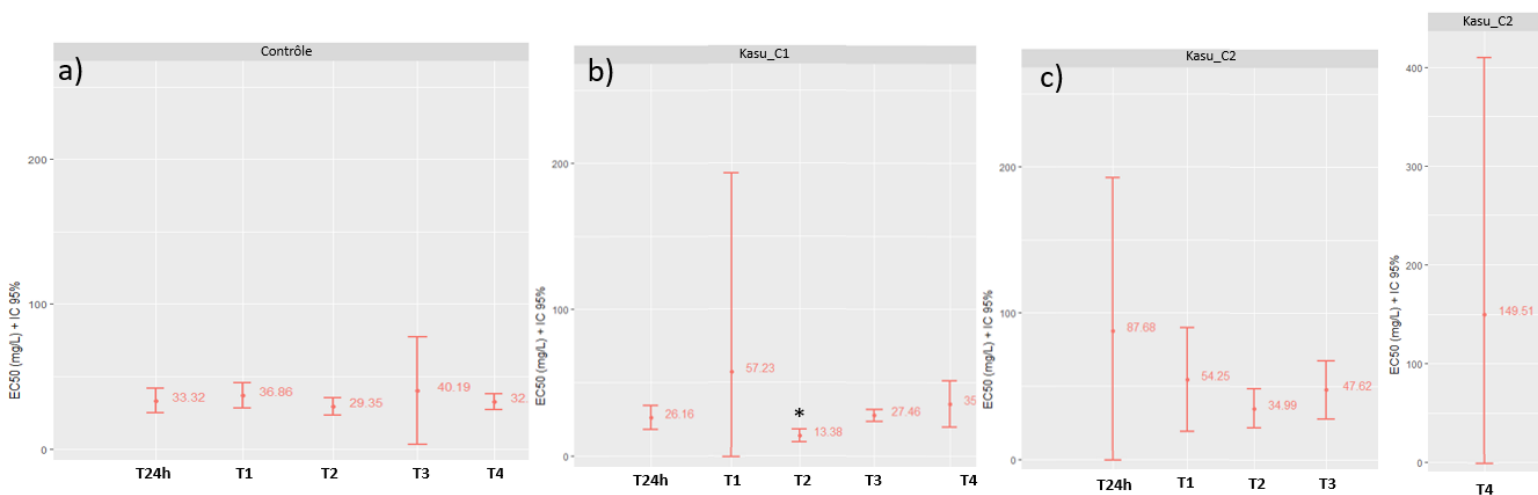 Contrôle
a)
EC50 (mg/L) + IC 95%
200
100
0
33.32
36.86
29.35
40.19
32.
T24h T1 T2 T3 T4
Kasu_C1
b)
EC50 (mg/L) + IC 95%
200
100
0
26.16
57.23
*
13.38
27.46
35
T24h T1 T2 T3 T4
Kasu_C2
c)
EC50 (mg/L) + IC 95%
200
100
0
87.68
54.25
34.99
47.62
T24h T1 T2 T3
Kasu_C2
EC50 (mg/L) + IC 95%
400
300
200
100
0
149.51
T4